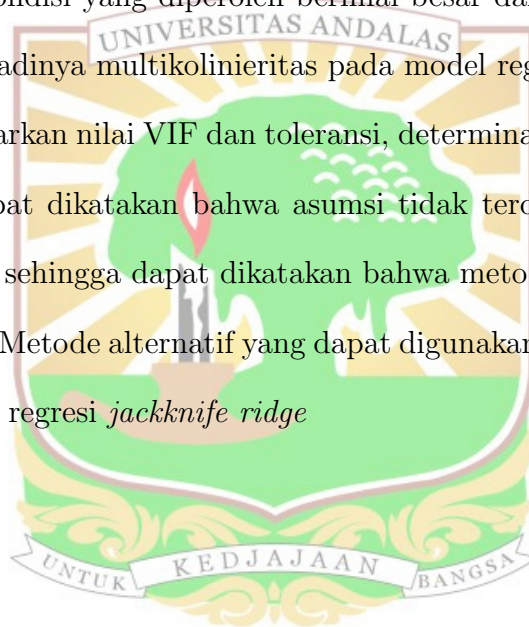 ondisi yang diperoleh bernilai besar da
UNIVERSITAS ANDALAS
adinya multikolinieritas pada model reg
arkan nilai VIF dan toleransi, determina
pat dikatakan bahwa asumsi tidak terd
sehingga dapat dikatakan bahwa meto
Metode alternatif yang dapat digunakan
regresi jackknife ridge
UNTUK KEDJAJAAN BANGSA